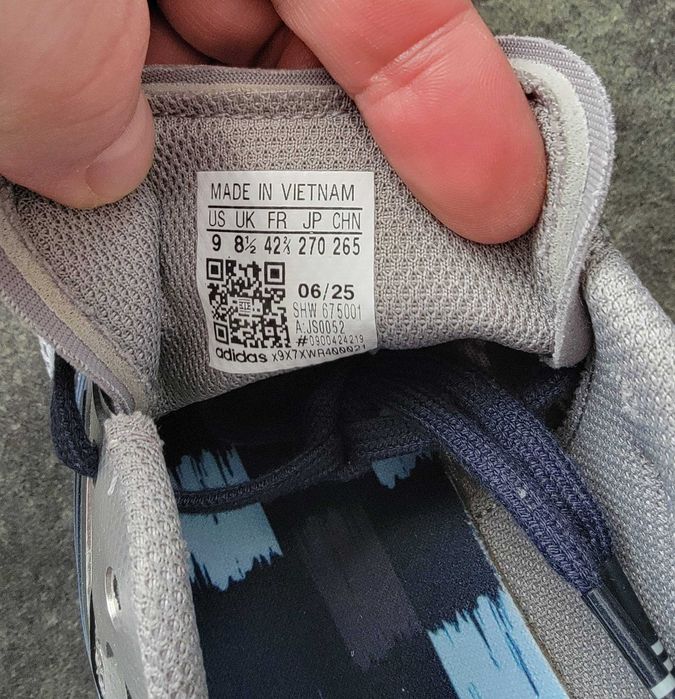 MADE IN VIETNAM
US UK FR JP CHN
9 8½ 42⅔ 270 265
06/25
SHW 675001
A:JS0052
#0900424219
adidas X9X7XWR400021